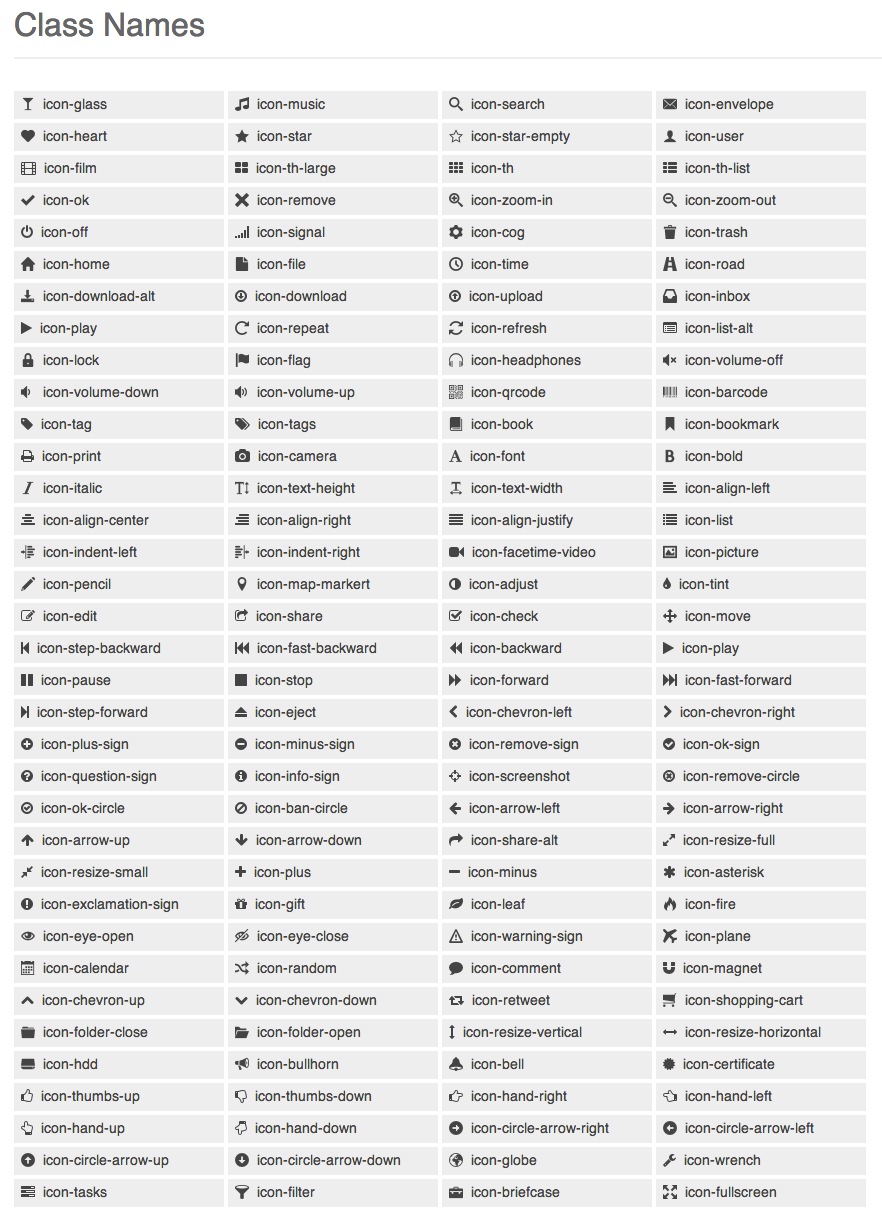 Class Names
icon-glass icon-music icon-search icon-envelope
icon-heart icon-star icon-star-empty icon-user
icon-film icon-th-large icon-th icon-th-list
icon-ok icon-remove icon-zoom-in icon-zoom-out
icon-off icon-signal icon-cog icon-trash
icon-home icon-file icon-time icon-road
icon-download-alt icon-download icon-upload icon-inbox
icon-play icon-repeat icon-refresh icon-list-alt
icon-lock icon-flag icon-headphones icon-volume-off
icon-volume-down icon-volume-up icon-qrcode icon-barcode
icon-tag icon-tags icon-book icon-bookmark
icon-print icon-camera icon-font icon-bold
icon-italic icon-text-height icon-text-width icon-align-left
icon-align-center icon-align-right icon-align-justify icon-list
icon-indent-left icon-indent-right icon-facetime-video icon-picture
icon-pencil icon-map-markert icon-adjust icon-tint
icon-edit icon-share icon-check icon-move
icon-step-backward icon-fast-backward icon-backward icon-play
icon-pause icon-stop icon-forward icon-fast-forward
icon-step-forward icon-eject icon-chevron-left icon-chevron-right
icon-plus-sign icon-minus-sign icon-remove-sign icon-ok-sign
icon-question-sign icon-info-sign icon-screenshot icon-remove-circle
icon-ok-circle icon-ban-circle icon-arrow-left icon-arrow-right
icon-arrow-up icon-arrow-down icon-share-alt icon-resize-full
icon-resize-small icon-plus icon-minus icon-asterisk
icon-exclamation-sign icon-gift icon-leaf icon-fire
icon-eye-open icon-eye-close icon-warning-sign icon-plane
icon-calendar icon-random icon-comment icon-magnet
icon-chevron-up icon-chevron-down icon-retweet icon-shopping-cart
icon-folder-close icon-folder-open icon-resize-vertical icon-resize-horizontal
icon-hdd icon-bullhorn icon-bell icon-certificate
icon-thumbs-up icon-thumbs-down icon-hand-right icon-hand-left
icon-hand-up icon-hand-down icon-circle-arrow-right icon-circle-arrow-left
icon-circle-arrow-up icon-circle-arrow-down icon-globe icon-wrench
icon-tasks icon-filter icon-briefcase icon-fullscreen